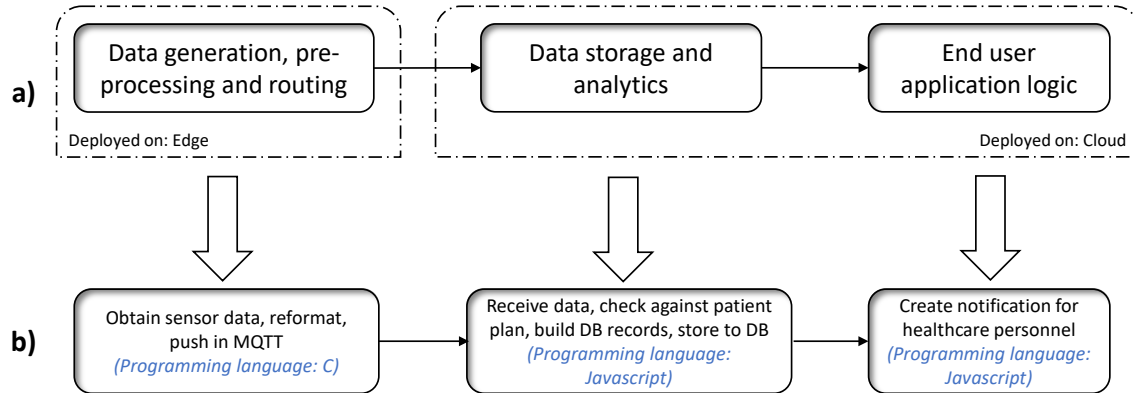 a)
Data generation, pre-
processing and routing
Deployed on: Edge
Data storage and
analytics
End user
application logic
Deployed on: Cloud
b)
Obtain sensor data, reformat,
push in MQTT
(Programming language: C)
Receive data, check against patient
plan, build DB records, store to DB
(Programming language:
Javascript)
Create notification for
healthcare personnel
(Programming language:
Javascript)